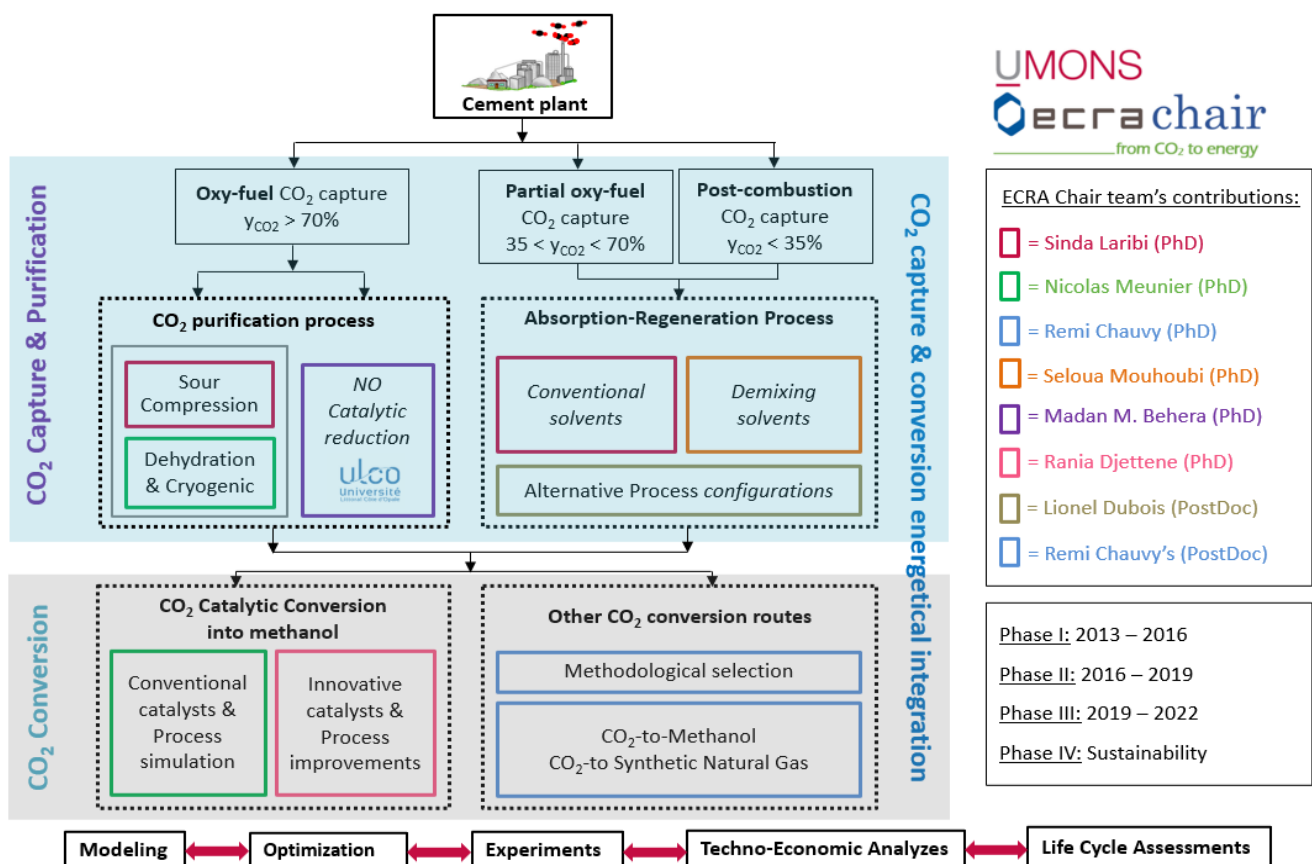 Cement plant
UMONS
ecra chair
from CO₂ to energy
CO₂ Capture & Purification
Oxy-fuel CO₂ capture
yCO₂ > 70%
Partial oxy-fuel
CO₂ capture
35 < yCO₂ < 70%
Post-combustion
CO₂ capture
yCO₂ < 35%
CO₂ purification process
Sour
Compression
Dehydration
& Cryogenic
NO
Catalytic
reduction
ulco
Université
Littoral Côte d'Opale
Absorption-Regeneration Process
Conventional
solvents
Demixing
solvents
Alternative Process configurations
CO₂ capture & conversion energetical integration
CO₂ Conversion
CO₂ Catalytic Conversion
into methanol
Conventional
catalysts &
Process
simulation
Innovative
catalysts &
Process
improvements
Other CO₂ conversion routes
Methodological selection
CO₂-to-Methanol
CO₂-to Synthetic Natural Gas
ECRA Chair team's contributions:
= Sinda Laribi (PhD)
= Nicolas Meunier (PhD)
= Remi Chauvy (PhD)
= Seloua Mouhoubi (PhD)
= Madan M. Behera (PhD)
= Rania Djettene (PhD)
= Lionel Dubois (PostDoc)
= Remi Chauvy's (PostDoc)
Phase I: 2013 – 2016
Phase II: 2016 – 2019
Phase III: 2019 – 2022
Phase IV: Sustainability
Modeling
Optimization
Experiments
Techno-Economic Analyzes
Life Cycle Assessments